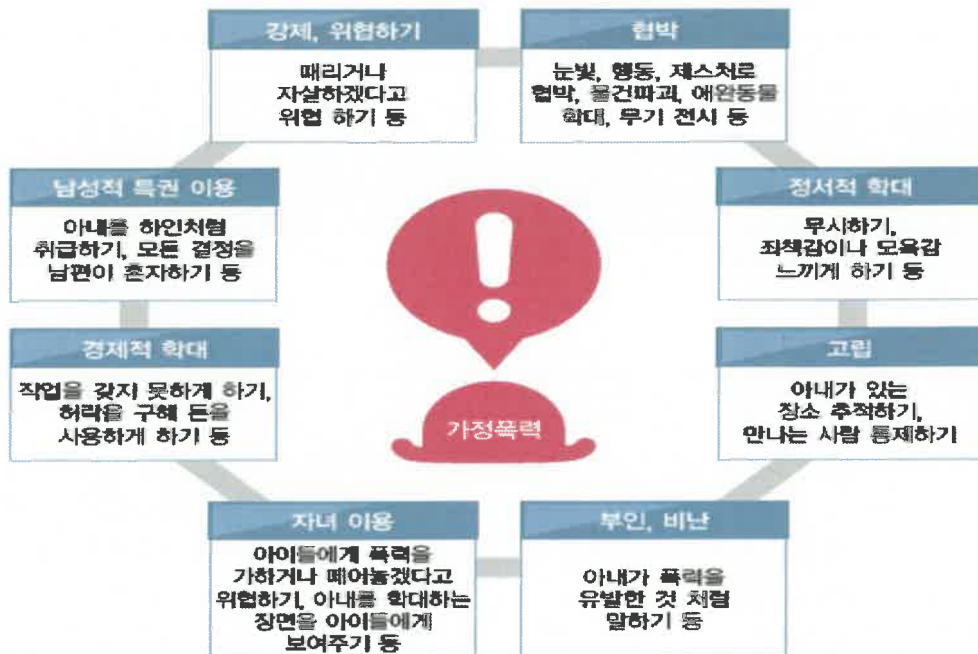 강제, 위협하기
때리거나
자살하겠다고
위협 하기 등
협박
눈빛, 행동, 제스처로
협박, 물건파괴, 애완동물
학대, 무기 전시 등
남성적 특권 이용
아내를 하인처럼
취급하기, 모든 결정을
남편이 혼자하기 등
정서적 학대
무시하기,
죄책감이나 모욕감
느끼게 하기 등
경제적 학대
직업을 갖지 못하게 하기,
허락을 구해 돈을
사용하게 하기 등
고립
아내가 있는
장소 추적하기,
만나는 사람 통제하기
가정폭력
자녀 이용
아이들에게 폭력을
가하거나 떼어놓겠다고
위협하기, 아내를 학대하는
장면을 아이들에게
보여주기 등
부인, 비난
아내가 폭력을
유발한 것 처럼
말하기 등